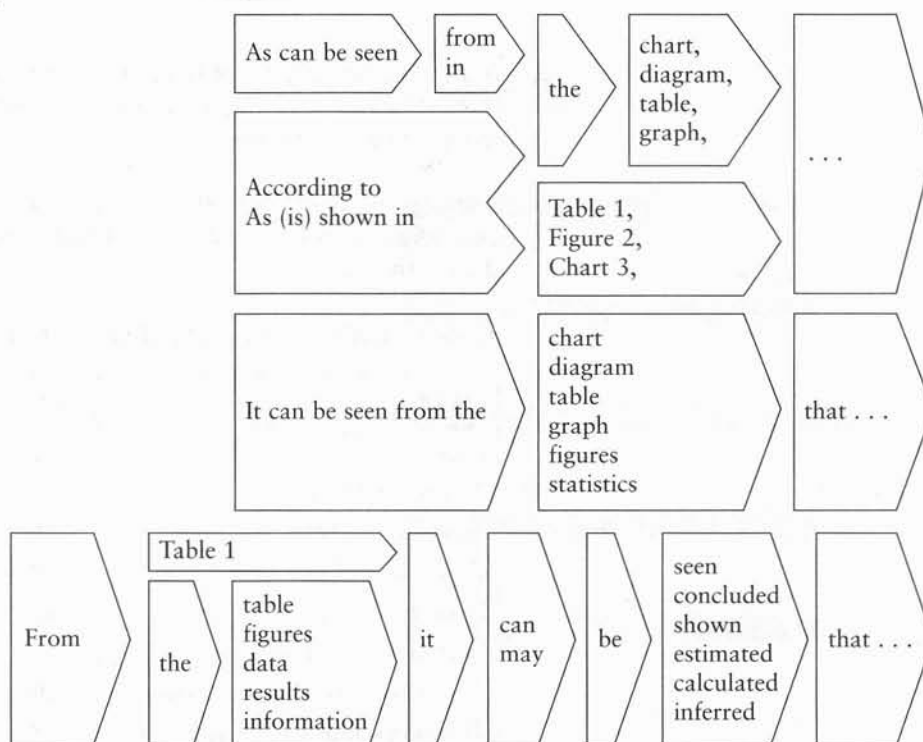 As can be seen
from
in
the
chart,
diagram,
table,
graph,
. . .
According to
As (is) shown in
Table 1,
Figure 2,
Chart 3,
It can be seen from the
chart
diagram
table
graph
figures
statistics
that . . .
From
Table 1
the
table
figures
data
results
information
it
can
may
be
seen
concluded
shown
estimated
calculated
inferred
that . . .